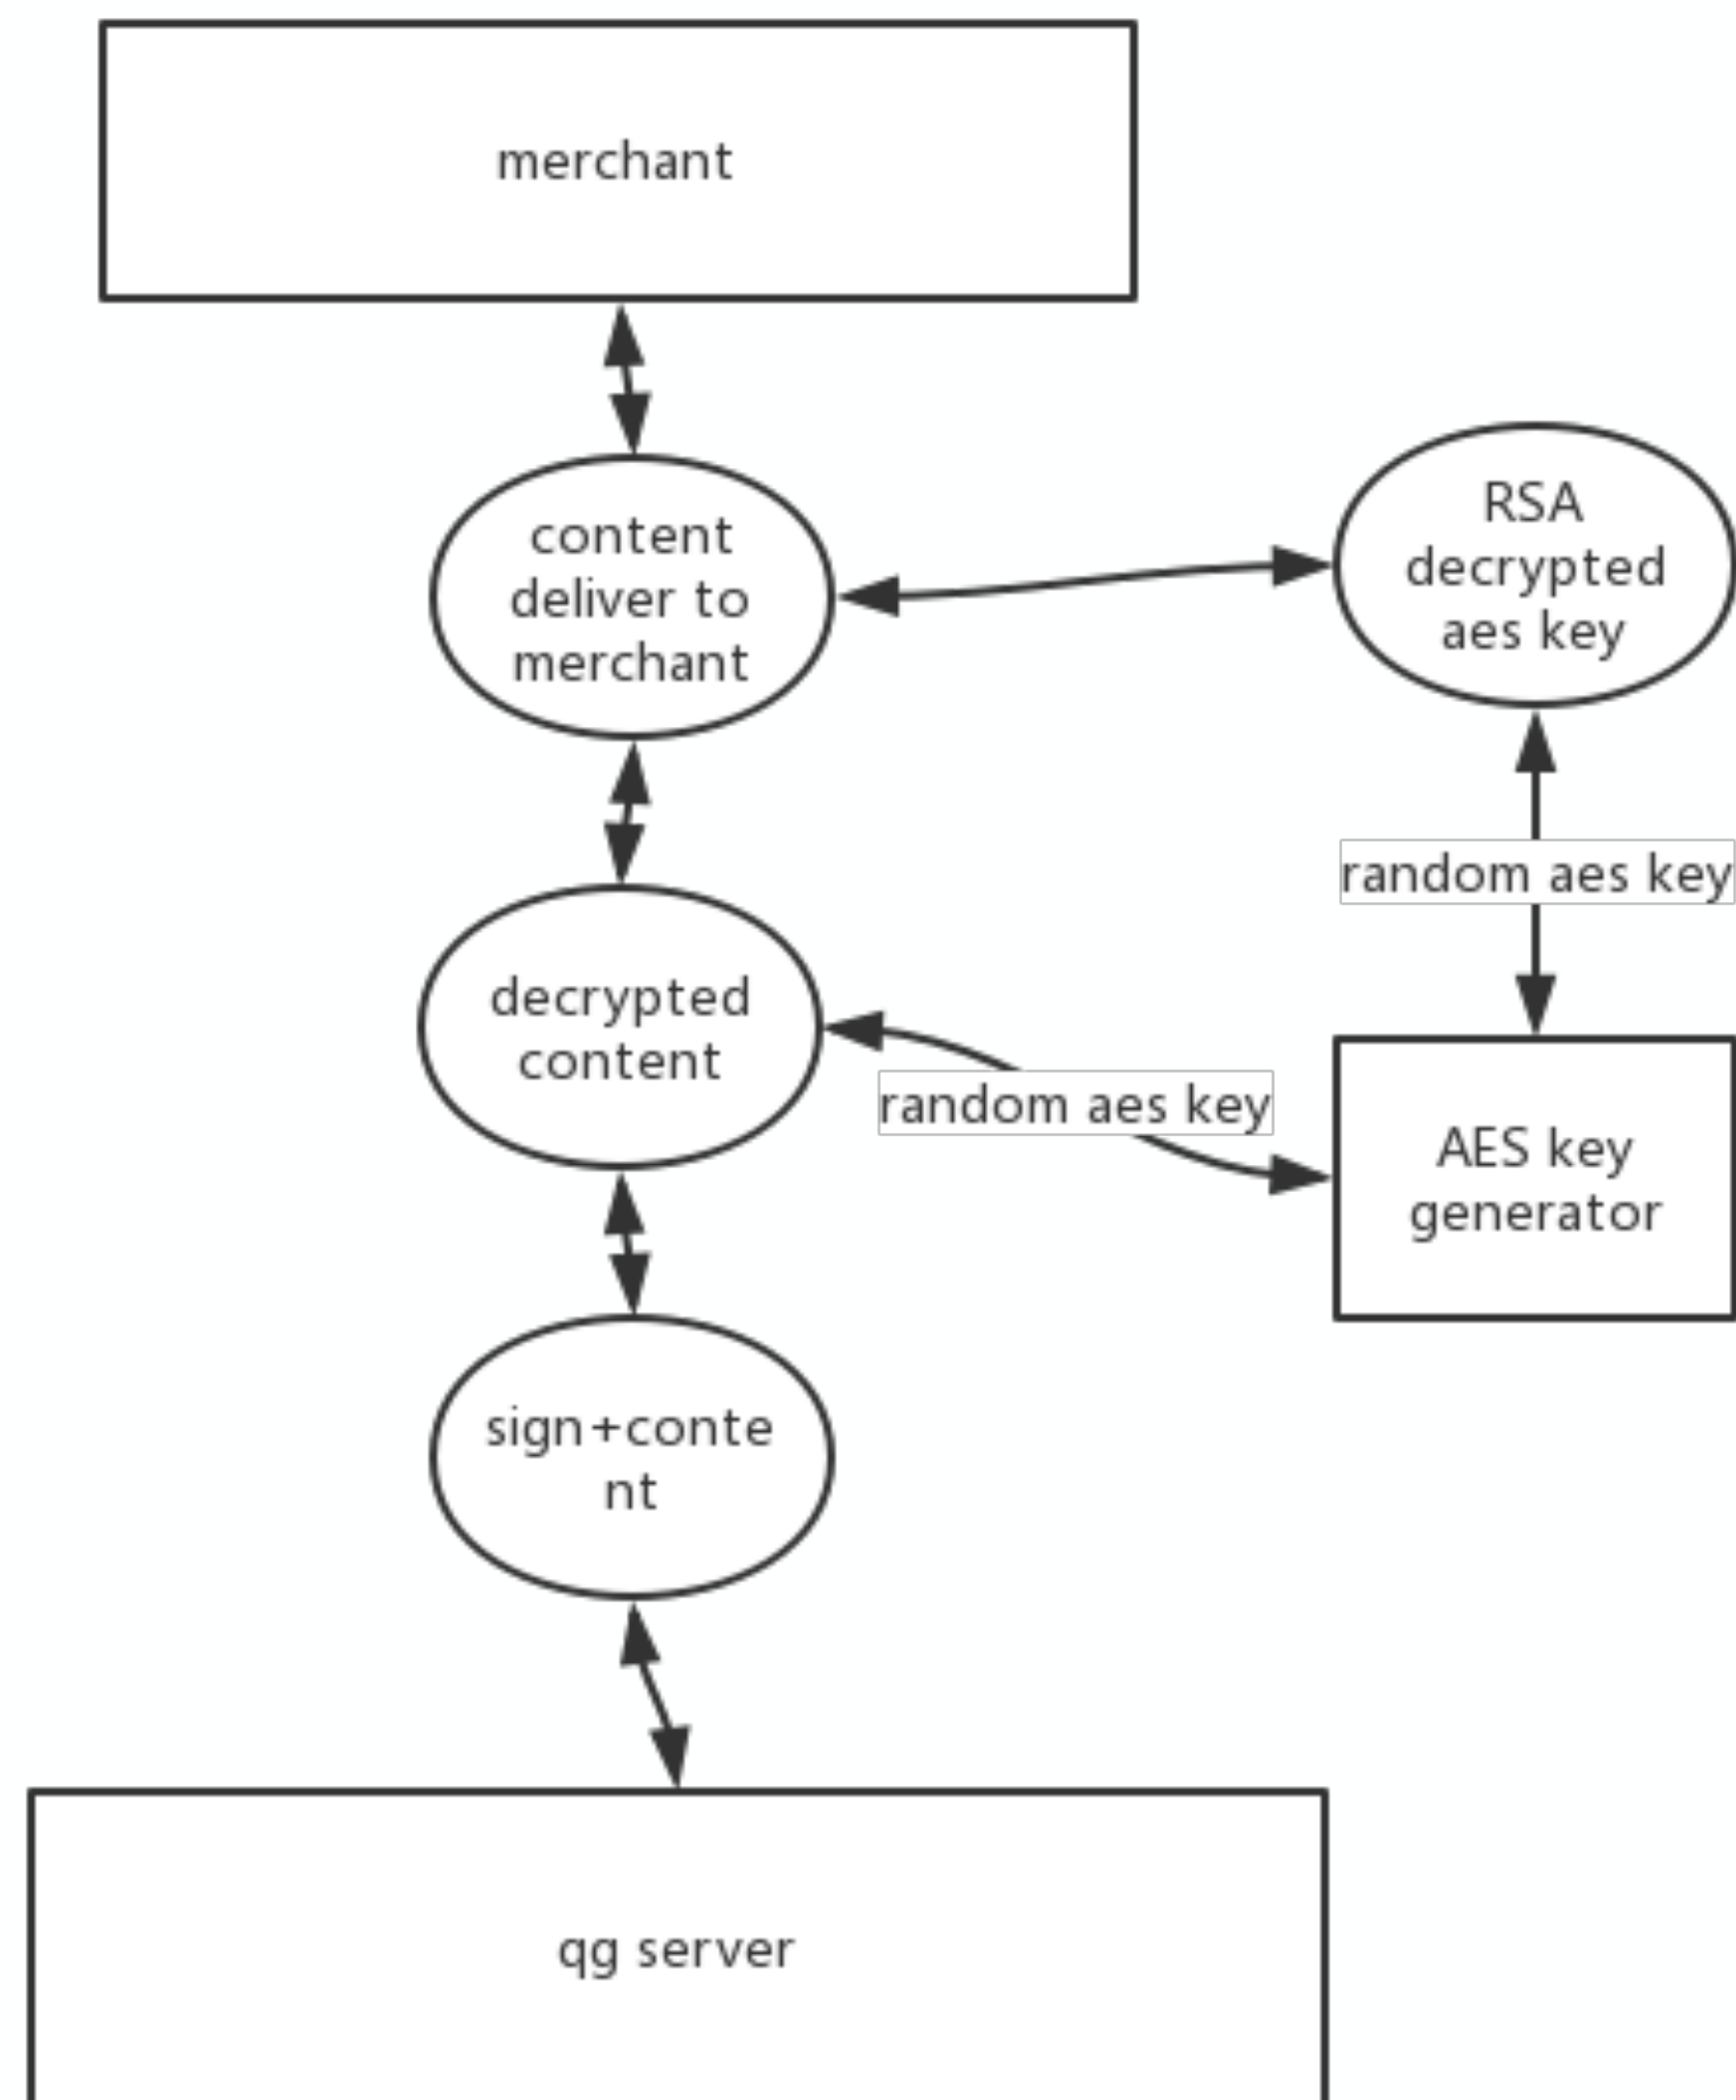 merchant
content
deliver to
merchant
RSA
decrypted
aes key
random aes key
decrypted
content
random aes key
AES key
generator
sign+conte
nt
qg server